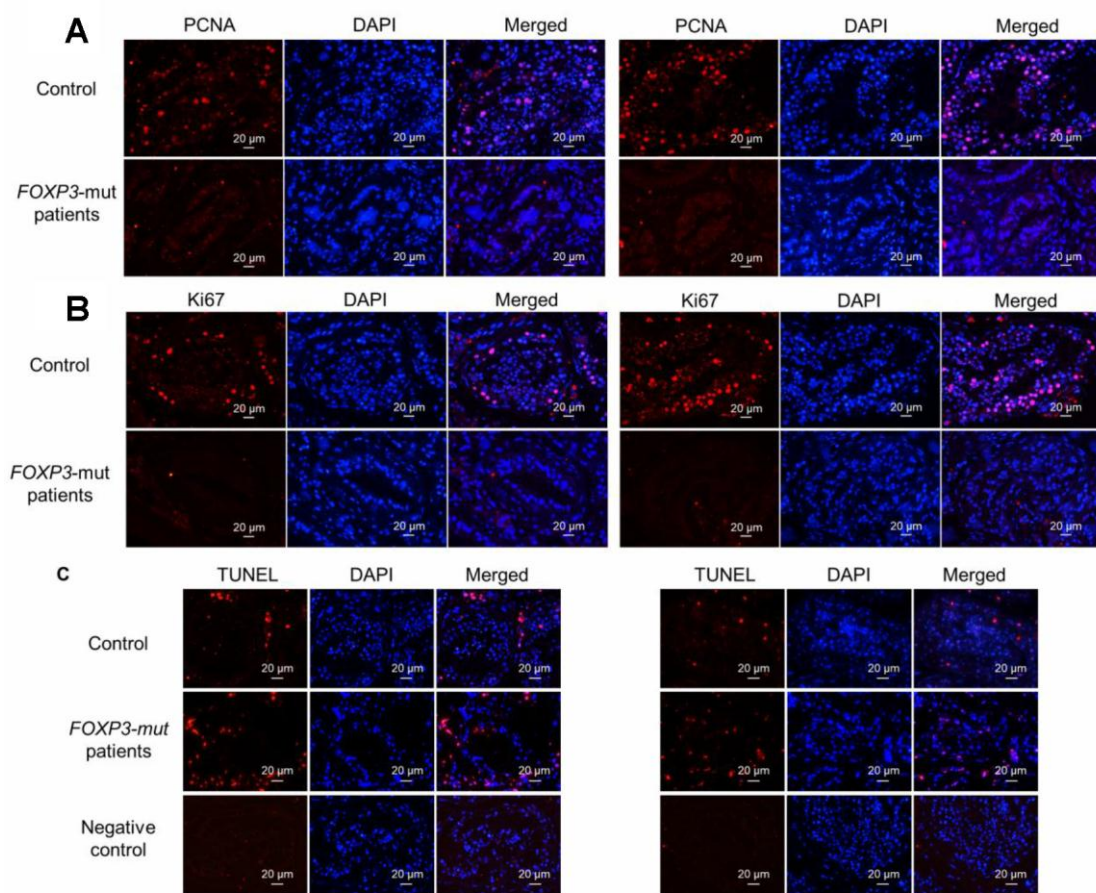 A
PCNA DAPI Merged PCNA DAPI Merged
Control
20 µm 20 µm 20 µm 20 µm 20 µm 20 µm
FOXP3-mut
patients
20 µm 20 µm 20 µm 20 µm 20 µm 20 µm
B
Ki67 DAPI Merged Ki67 DAPI Merged
Control
20 µm 20 µm 20 µm 20 µm 20 µm 20 µm
FOXP3-mut
patients
20 µm 20 µm 20 µm 20 µm 20 µm 20 µm
C
TUNEL DAPI Merged TUNEL DAPI Merged
Control
20 µm 20 µm 20 µm 20 µm 20 µm 20 µm
FOXP3-mut
patients
20 µm 20 µm 20 µm 20 µm 20 µm 20 µm
Negative
control
20 µm 20 µm 20 µm 20 µm 20 µm 20 µm